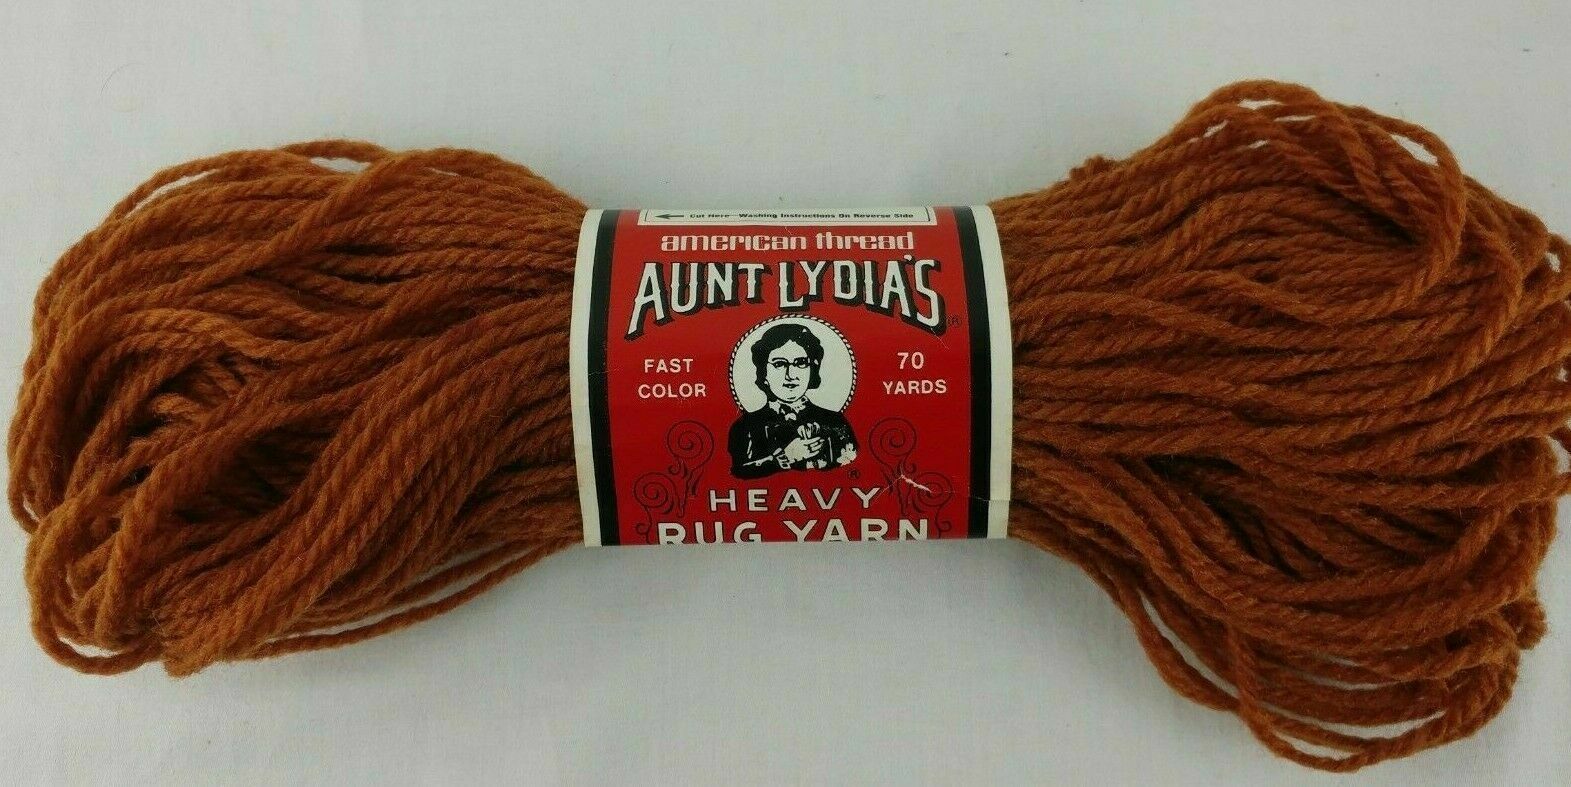 Cut Here—Washing Instructions On Reverse Side
american thread
AUNT LYDIA'S®
FAST
COLOR
70
YARDS
®
HEAVY
RUG YARN